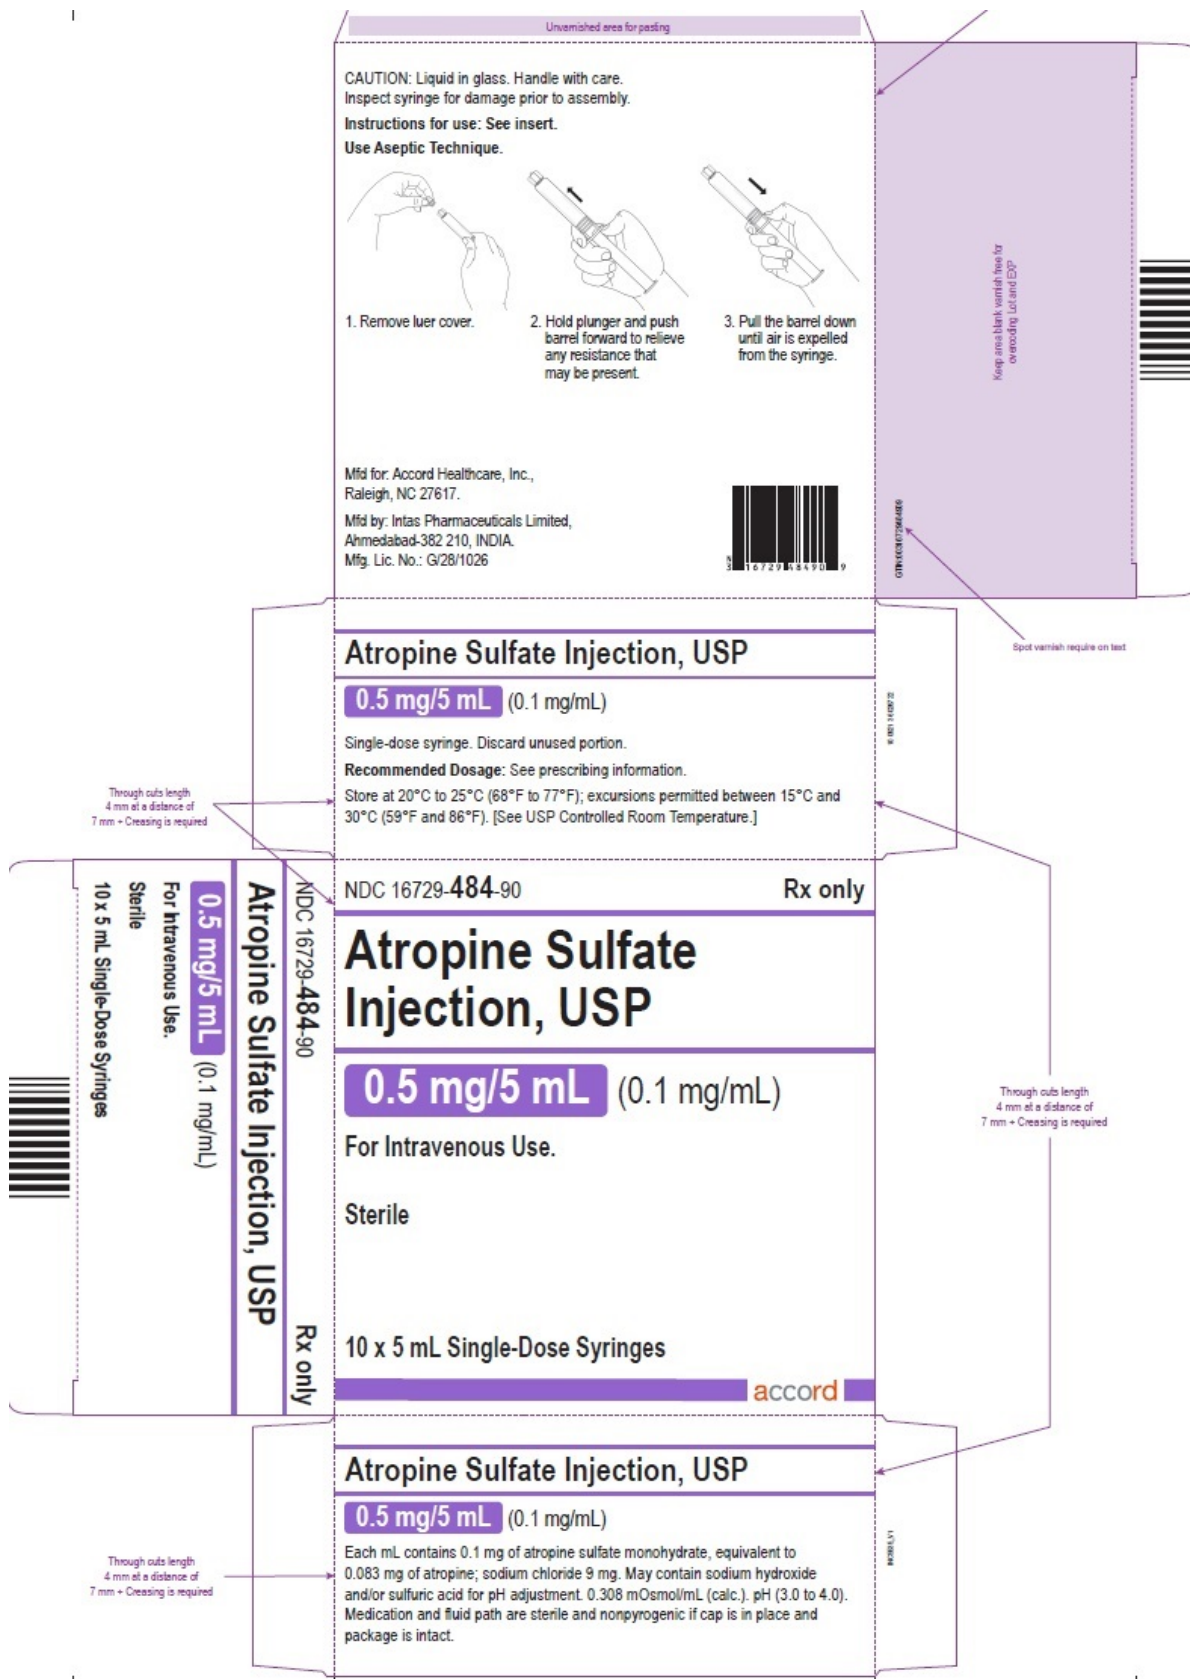 Unvarnished area for pasting
CAUTION: Liquid in glass. Handle with care.
Inspect syringe for damage prior to assembly.
Instructions for use: See insert.
Use Aseptic Technique.
1. Remove luer cover.
2. Hold plunger and push
barrel forward to relieve
any resistance that
may be present.
3. Pull the barrel down
until air is expelled
from the syringe.
Keep area blank varnish free for
overcoding Lot and EXP
Mfd for: Accord Healthcare, Inc.,
Raleigh, NC 27617.
Mfd by: Intas Pharmaceuticals Limited,
Ahmedabad-382 210, INDIA.
Mfg. Lic. No.: G/28/1026
3 16729 48490 9
Spot varnish require on text
Atropine Sulfate Injection, USP
0.5 mg/5 mL (0.1 mg/mL)
Single-dose syringe. Discard unused portion.
Recommended Dosage: See prescribing information.
Store at 20°C to 25°C (68°F to 77°F); excursions permitted between 15°C and
30°C (59°F and 86°F). [See USP Controlled Room Temperature.]
Through cuts length
4 mm at a distance of
7 mm + Creasing is required
NDC 16729-484-90 Rx only
Atropine Sulfate Injection, USP
0.5 mg/5 mL (0.1 mg/mL)
For Intravenous Use.
Sterile
10 x 5 mL Single-Dose Syringes
NDC 16729-484-90 Rx only
Atropine Sulfate
Injection, USP
0.5 mg/5 mL (0.1 mg/mL)
For Intravenous Use.
Sterile
10 x 5 mL Single-Dose Syringes
accord
Through cuts length
4 mm at a distance of
7 mm + Creasing is required
Atropine Sulfate Injection, USP
0.5 mg/5 mL (0.1 mg/mL)
Each mL contains 0.1 mg of atropine sulfate monohydrate, equivalent to
0.083 mg of atropine; sodium chloride 9 mg. May contain sodium hydroxide
and/or sulfuric acid for pH adjustment. 0.308 mOsmol/mL (calc.). pH (3.0 to 4.0).
Medication and fluid path are sterile and nonpyrogenic if cap is in place and
package is intact.
Through cuts length
4 mm at a distance of
7 mm + Creasing is required